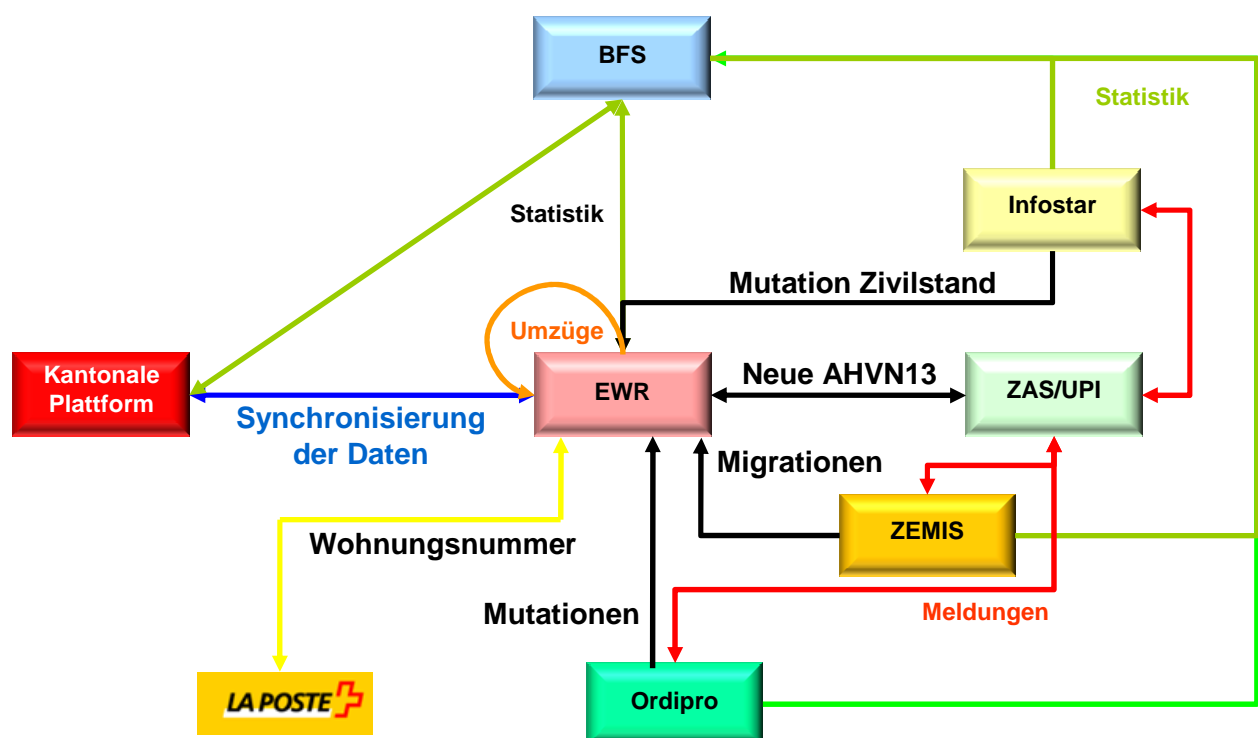 BFS
Statistik
Infostar
Statistik
Mutation Zivilstand
Umzüge
Kantonale
Plattform
EWR
Neue AHVN13
ZAS/UPI
Synchronisierung
der Daten
Migrationen
ZEMIS
Wohnungsnummer
Mutationen
Meldungen
LA POSTE
Ordipro